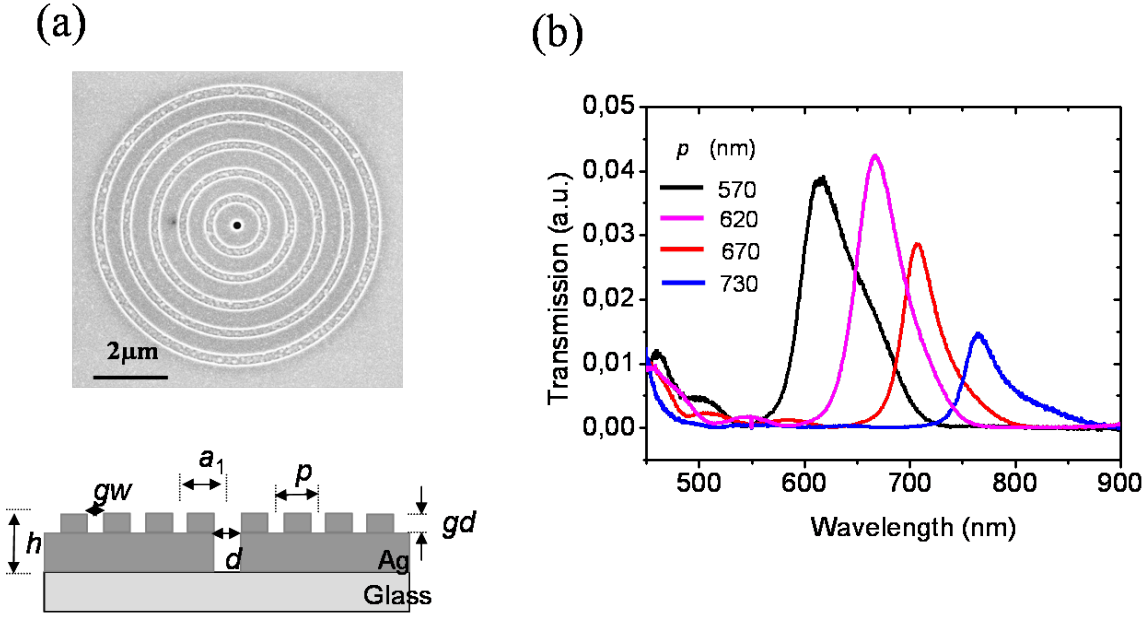 (a)
2μm
a₁
gw
p
gd
h
d
Ag
Glass
(b)
0,05
0,04
0,03
0,02
0,01
0,00
Transmission (a.u.)
p (nm)
570
620
670
730
500 600 700 800 900
Wavelength (nm)